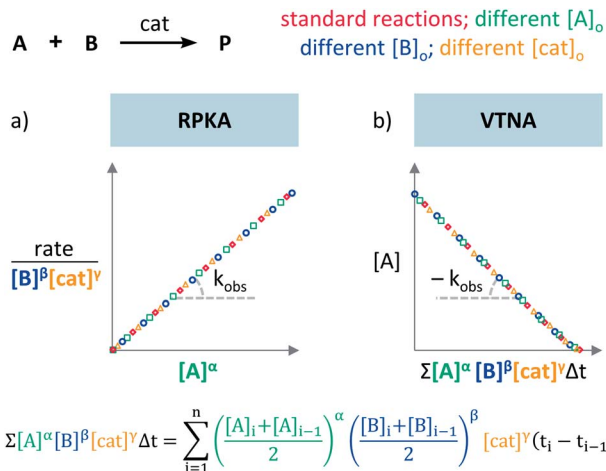 A + B cat P
standard reactions; different [A]o
different [B]o; different [cat]o
a) RPKA
b) VTNA
rate
[B]β[cat]γ
kobs
[A]α
[A]
− kobs
Σ[A]α [B]β[cat]γΔt
Σ[A]α[B]β[cat]γΔt = n Σ i=1 ([A]i+[A]i−1 / 2)α ([B]i+[B]i−1 / 2)β [cat]γ(ti − ti−1